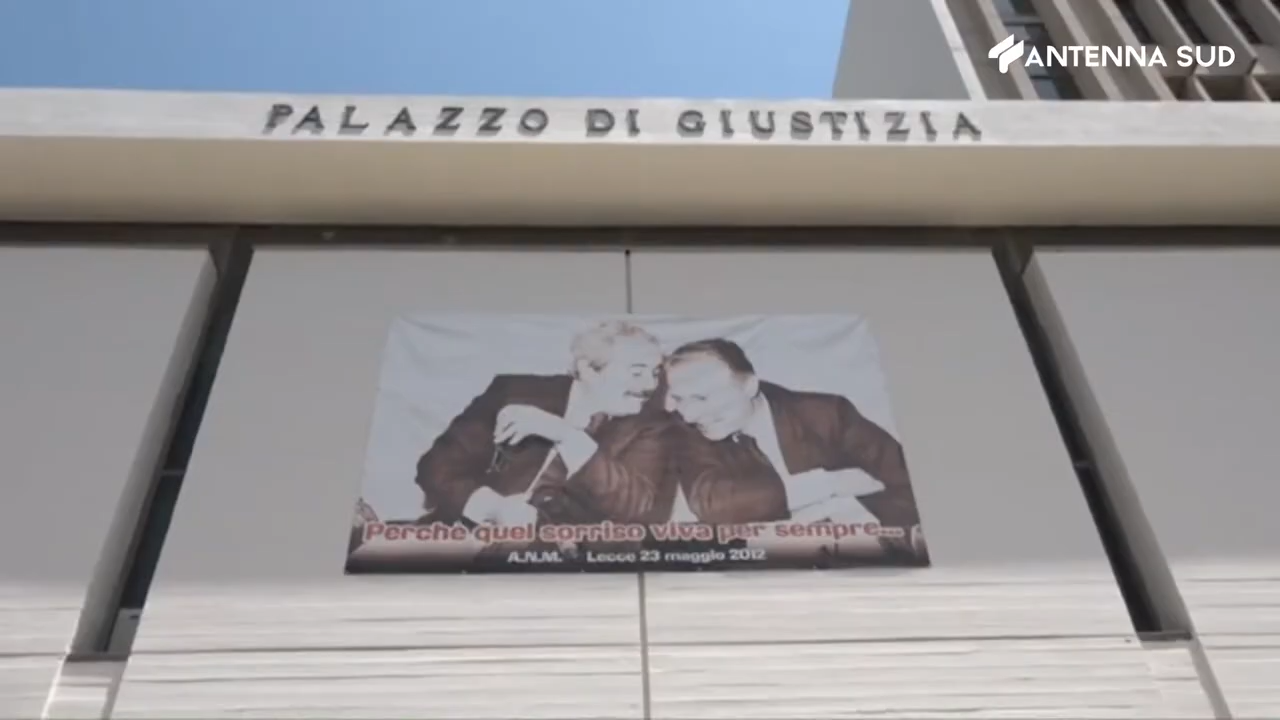 ANTENNA SUD
PALAZZO DI GIUSTIZIA
Perchè quel sorriso viva per sempre...
A.N.M. - Lecce 23 maggio 2012